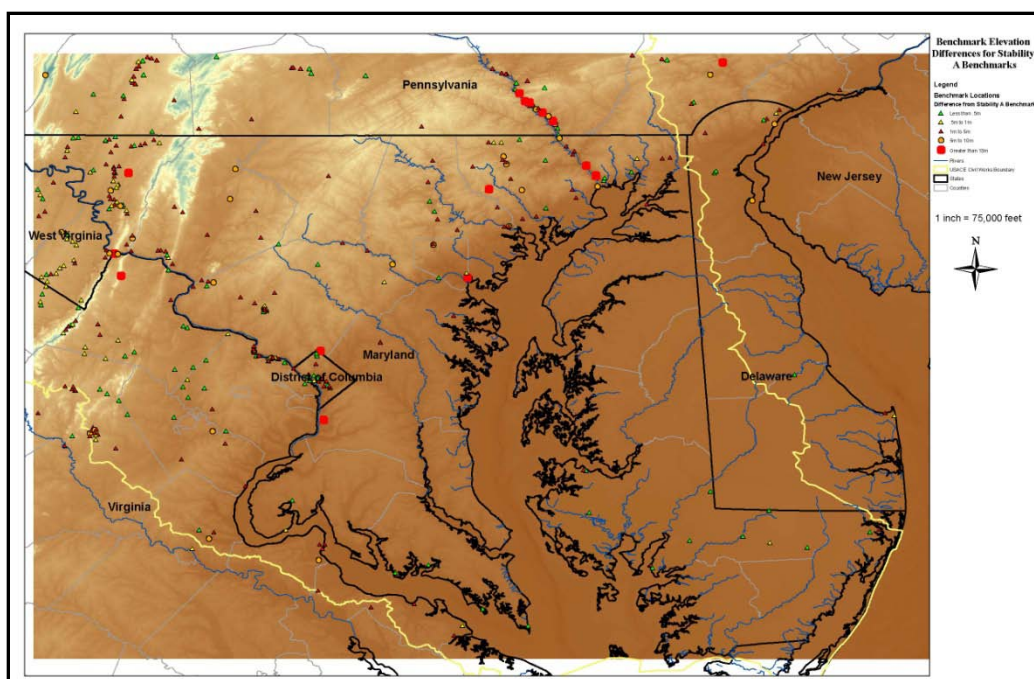 Benchmark Elevation
Differences for Stability
A Benchmarks
Legend
Benchmark Locations
Difference from Stability A Benchmark
Less than .5m
.5m to 1m
1m to 5m
5m to 10m
Greater than 10m
Rivers
USACE Civil Works Boundary
States
Counties
1 inch = 75,000 feet
N
Pennsylvania
New Jersey
West Virginia
Maryland
District of Columbia
Delaware
Virginia